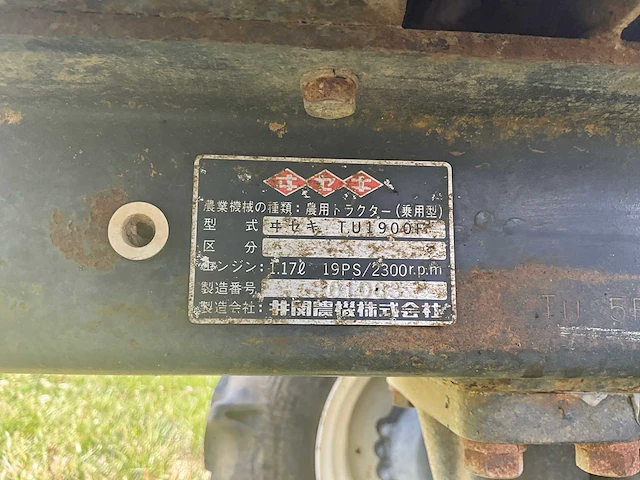 ヰセキ
農業機械の種類:農用トラクター(乗用型)
型式 ヰセキ TU1900F
区分
エンジン:1.17ℓ 19PS/2300r.p.m
製造番号
製造会社:井関農機株式会社
TU